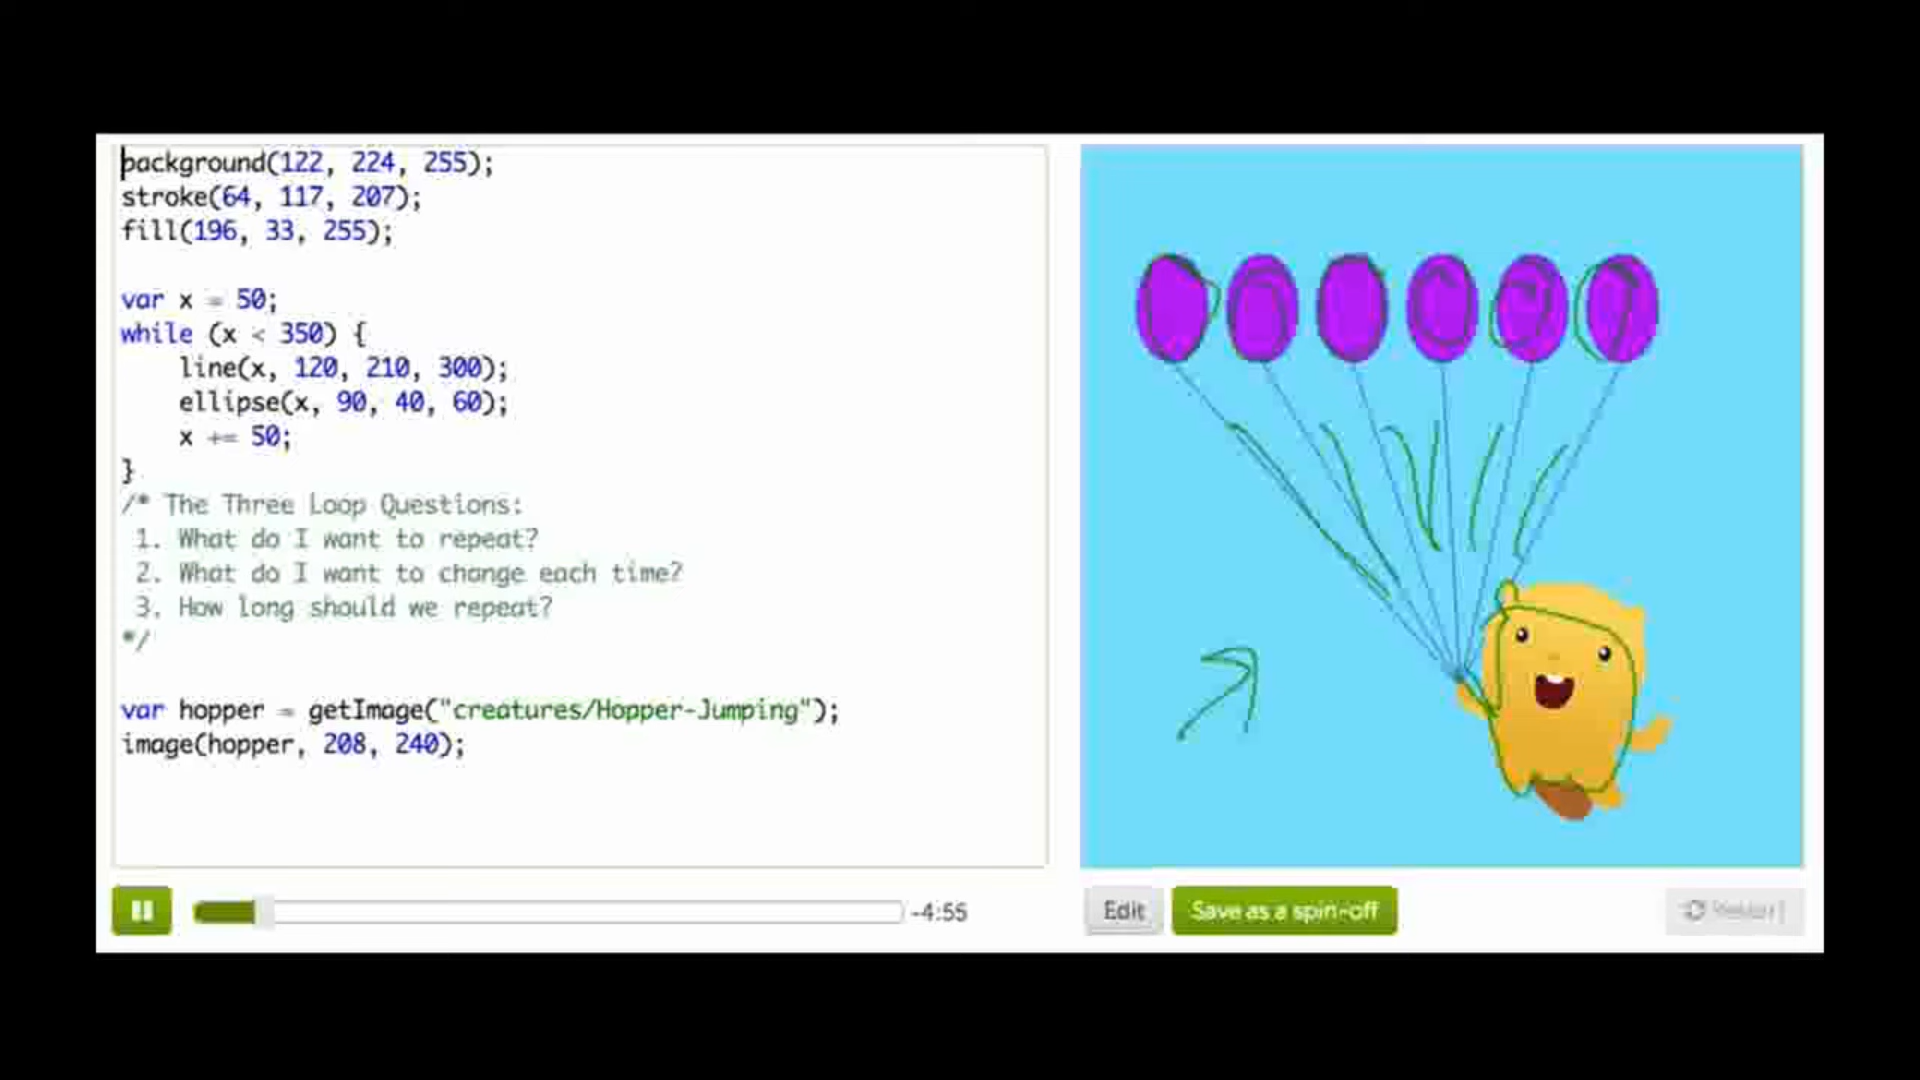 background(122, 224, 255);
stroke(64, 117, 207);
fill(196, 33, 255);
var x = 50;
while (x < 350) {
line(x, 120, 210, 300);
ellipse(x, 90, 40, 60);
x += 50;
}
/* The Three Loop Questions:
1. What do I want to repeat?
2. What do I want to change each time?
3. How long should we repeat?
*/
var hopper = getImage("creatures/Hopper-Jumping");
image(hopper, 208, 240);
-4:55
Edit
Save as a spin-off